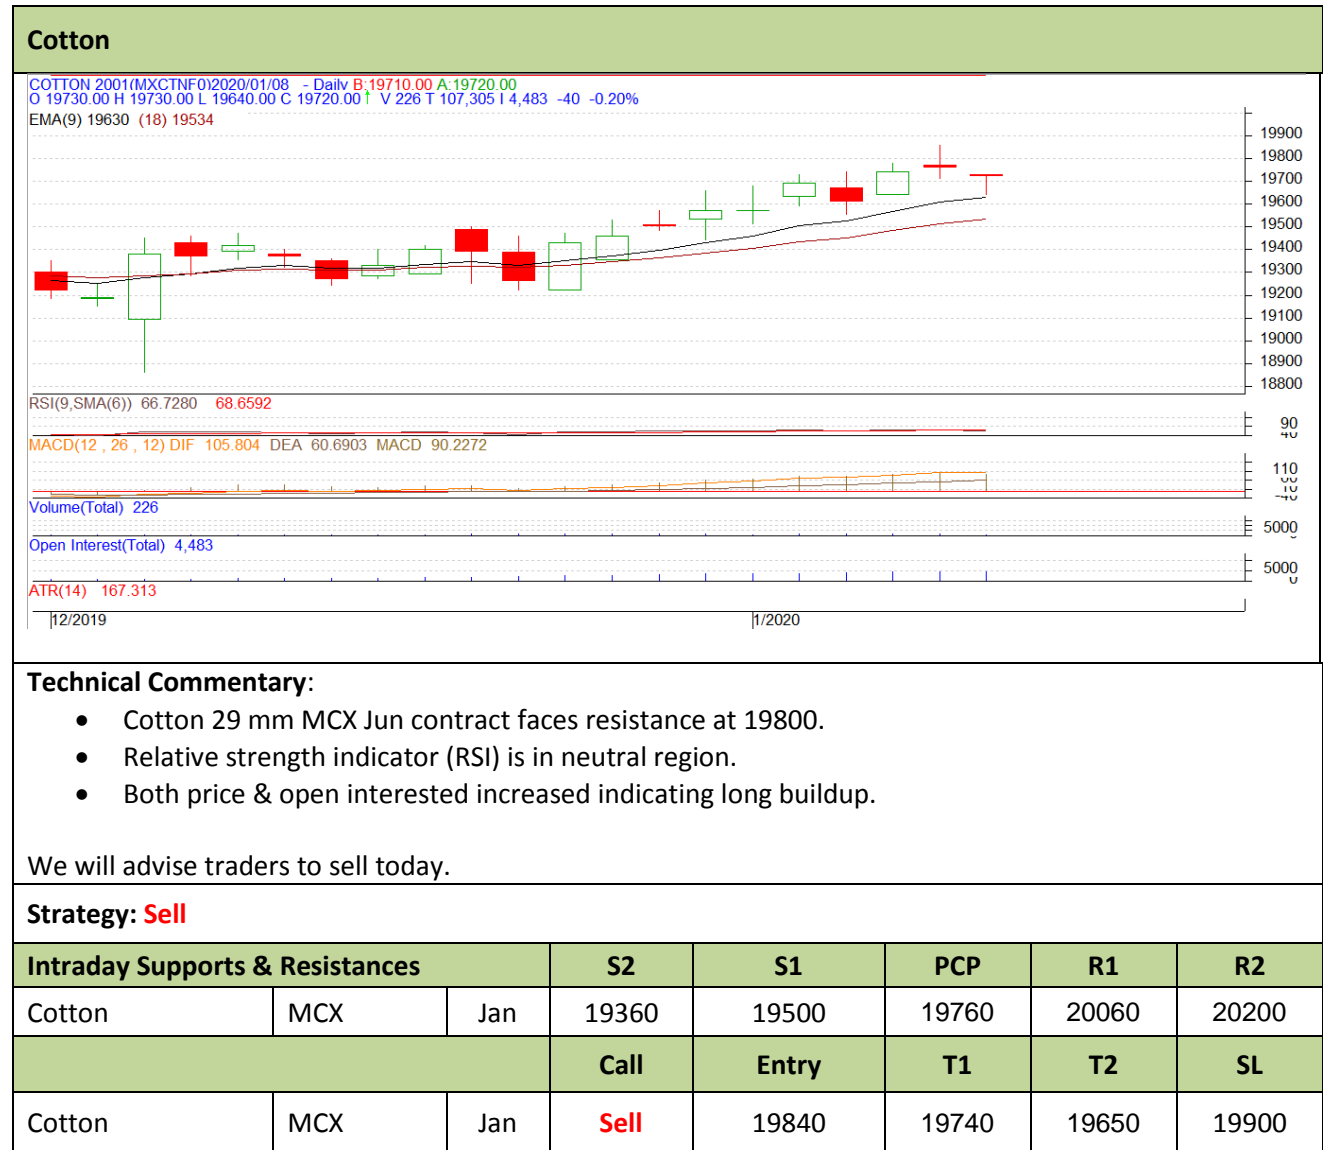 Cotton
COTTON 2001(MXCTNF0)2020/01/08 - Daily B:19710.00 A:19720.00
O 19730.00 H 19730.00 L 19640.00 C 19720.00↑ V 226 T 107,305 I 4,483 -40 -0.20%
EMA(9) 19630 (18) 19534
19900
19800
19700
19600
19500
19400
19300
19200
19100
19000
18900
18800
RSI(9,SMA(6)) 66.7280 68.6592
90
40
MACD(12 , 26 , 12) DIF 105.804 DEA 60.6903 MACD 90.2272
110
-40
Volume(Total) 226
5000
Open Interest(Total) 4,483
5000
0
ATR(14) 167.313
12/2019 1/2020
Technical Commentary:
• Cotton 29 mm MCX Jun contract faces resistance at 19800.
• Relative strength indicator (RSI) is in neutral region.
• Both price & open interested increased indicating long buildup.
We will advise traders to sell today.
Strategy: Sell
Intraday Supports & Resistances S2 S1 PCP R1 R2
Cotton MCX Jan 19360 19500 19760 20060 20200
Call Entry T1 T2 SL
Cotton MCX Jan Sell 19840 19740 19650 19900